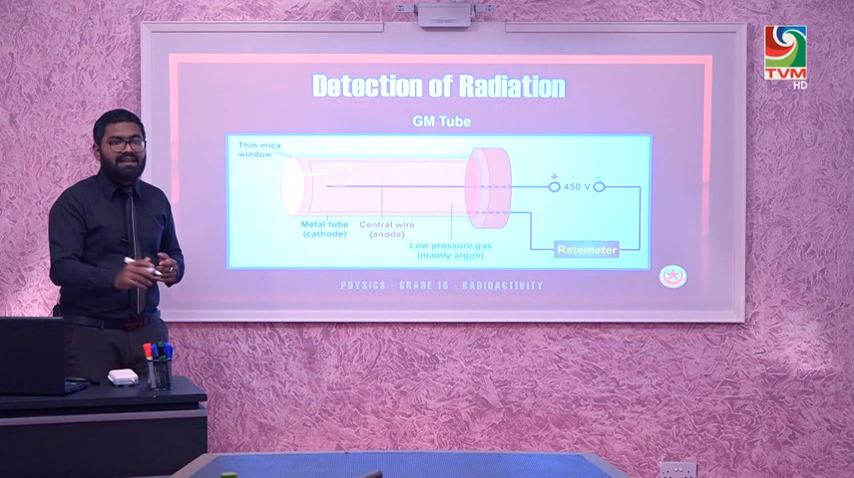 TVM
HD
Detection of Radiation
GM Tube
Thin mica
window
+ 450 V -
Metal tube
(cathode)
Central wire
(anode)
Low pressure gas
(mainly argon)
Ratemeter
PHYSICS - GRADE 10 - RADIOACTIVITY